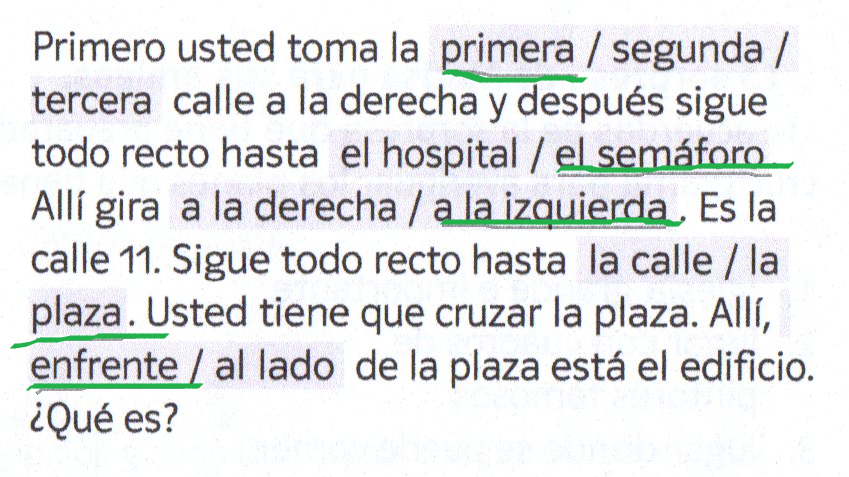 Primero usted toma la primera / segunda /
tercera calle a la derecha y después sigue
todo recto hasta el hospital / el semáforo.
Allí gira a la derecha / a la izquierda. Es la
calle 11. Sigue todo recto hasta la calle / la
plaza. Usted tiene que cruzar la plaza. Allí,
enfrente / al lado de la plaza está el edificio.
¿Qué es?